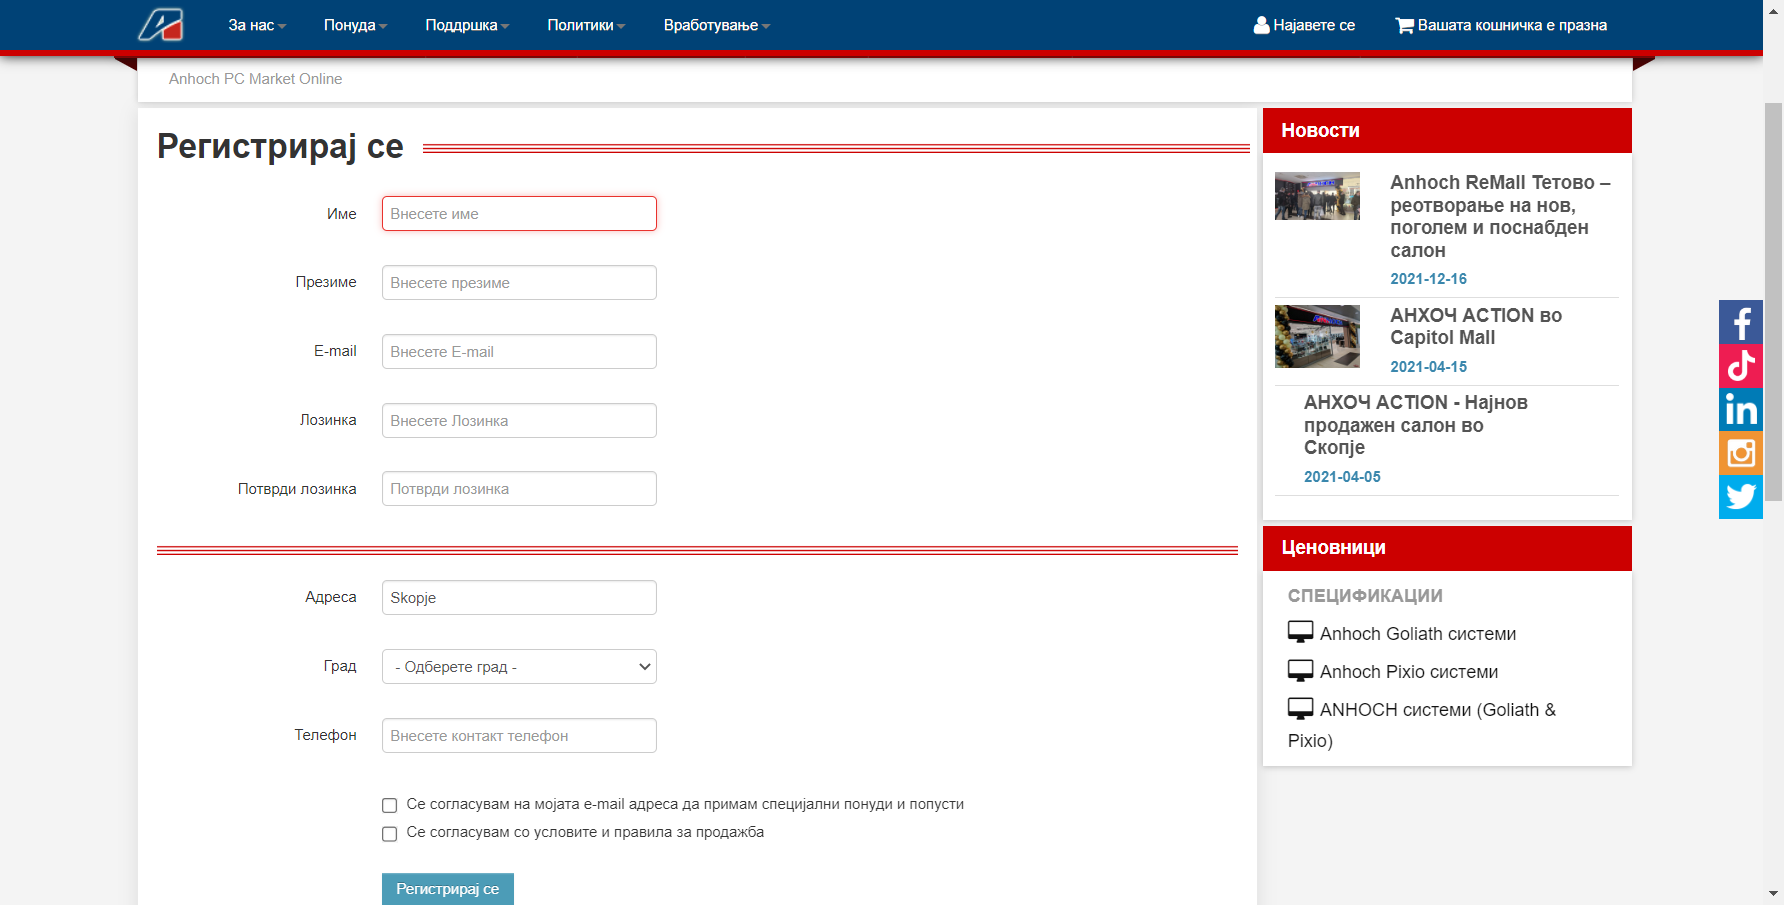 За нас
Понуда
Поддршка
Политики
Вработување
Најавете се
Вашата кошничка е празна
Anhoch PC Market Online
Регистрирај се
Име
Внесете име
Презиме
Внесете презиме
E-mail
Внесете E-mail
Лозинка
Внесете Лозинка
Потврди лозинка
Потврди лозинка
Адреса
Skopje
Град
- Одберете град -
Телефон
Внесете контакт телефон
Се согласувам на мојата e-mail адреса да примам специјални понуди и попусти
Се согласувам со условите и правила за продажба
Регистрирај се
Новости
Anhoch ReMall Тетово –
реотворање на нов,
поголем и поснабден
салон
2021-12-16
АНХОЧ ACTION во
Capitol Mall
2021-04-15
АНХОЧ ACTION - Најнов
продажен салон во
Скопје
2021-04-05
Ценовници
СПЕЦИФИКАЦИИ
Anhoch Goliath системи
Anhoch Pixio системи
ANHOCH системи (Goliath &
Pixio)